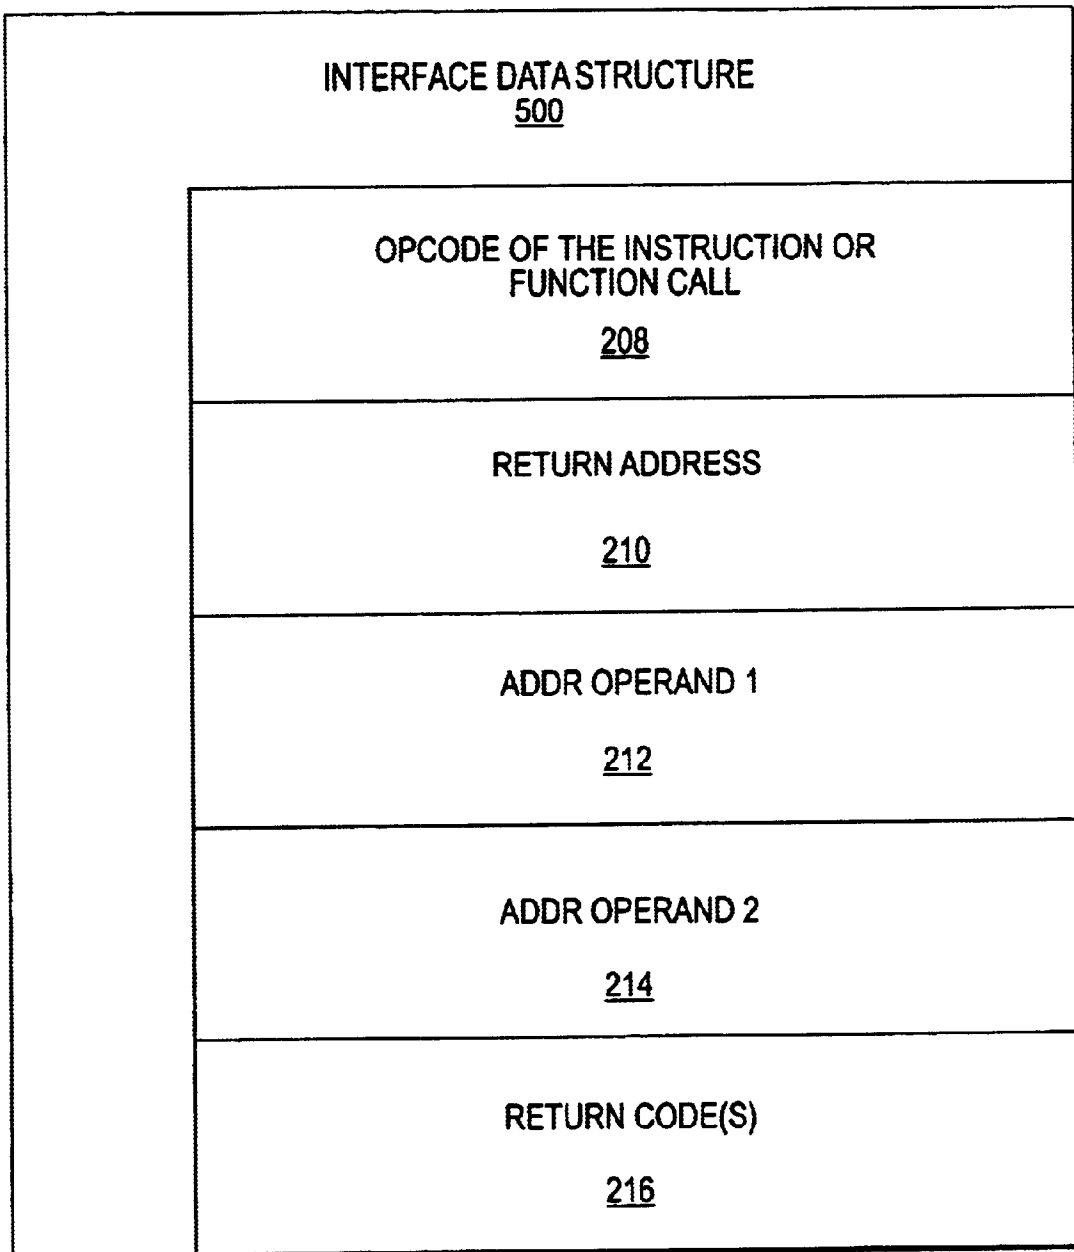 INTERFACE DATA STRUCTURE
500
OPCODE OF THE INSTRUCTION OR
FUNCTION CALL
208
RETURN ADDRESS
210
ADDR OPERAND 1
212
ADDR OPERAND 2
214
RETURN CODE(S)
216